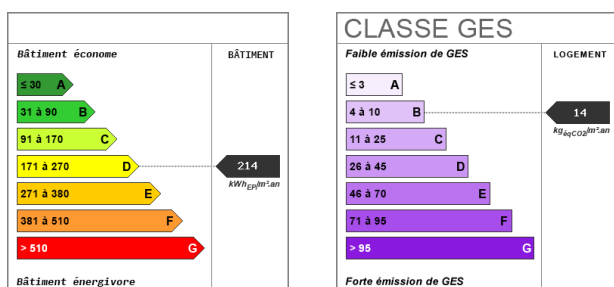 Bâtiment économe
BÂTIMENT
≤ 30 A
31 à 90 B
91 à 170 C
171 à 270 D
214
kWhEP/m².an
271 à 380 E
381 à 510 F
> 510 G
Bâtiment énergivore
CLASSE GES
Faible émission de GES
LOGEMENT
≤ 3 A
4 à 10 B
14
kgéqCO2/m².an
11 à 25 C
26 à 45 D
46 à 70 E
71 à 95 F
> 95 G
Forte émission de GES